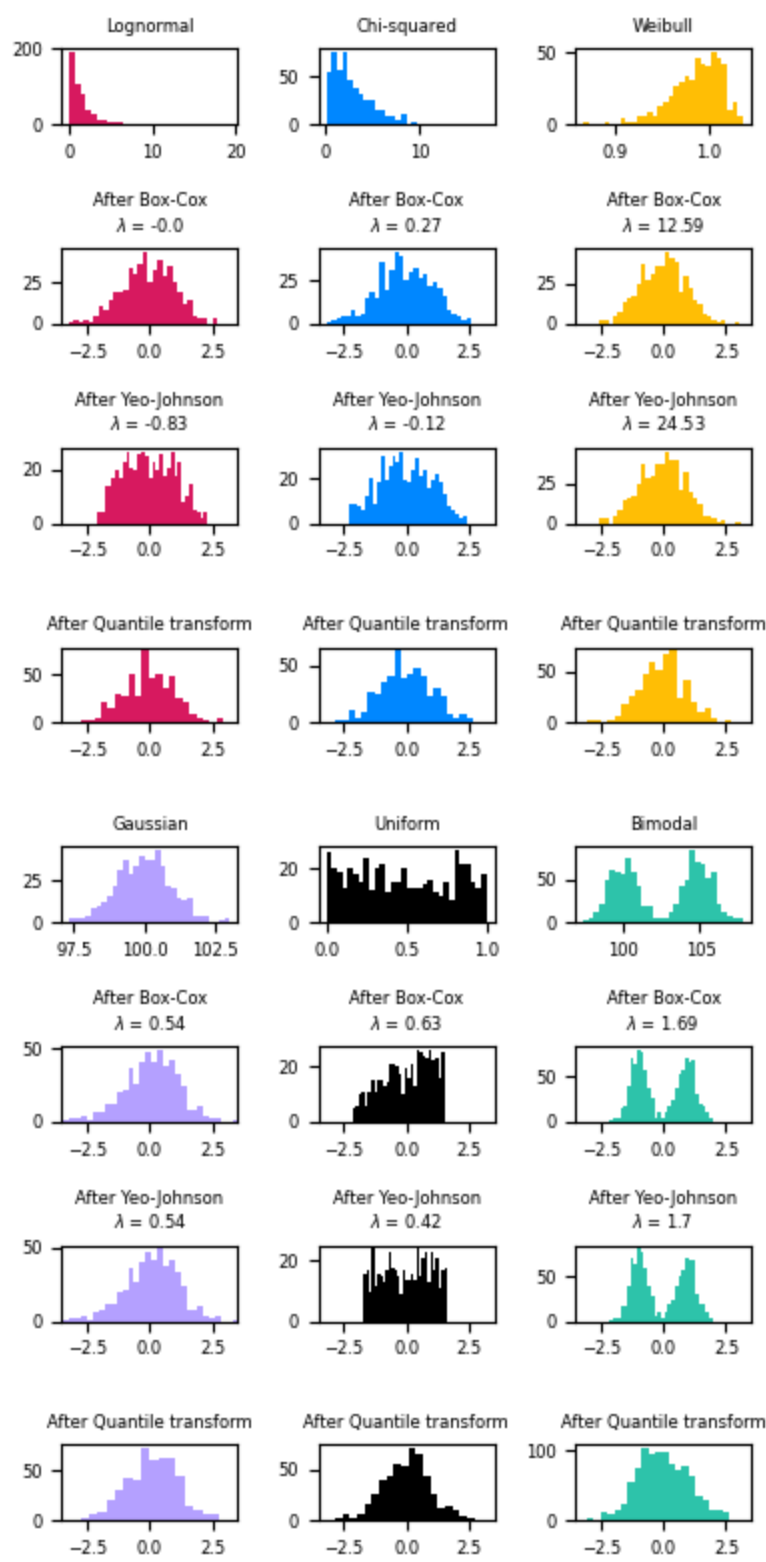 Lognormal Chi-squared Weibull
200
50 50
0 0 0
0 10 20 0 10 0.9 1.0
After Box-Cox After Box-Cox After Box-Cox
λ = -0.0 λ = 0.27 λ = 12.59
25 25 25
0 0 0
−2.5 0.0 2.5 −2.5 0.0 2.5 −2.5 0.0 2.5
After Yeo-Johnson After Yeo-Johnson After Yeo-Johnson
λ = -0.83 λ = -0.12 λ = 24.53
20 20 25
0 0 0
−2.5 0.0 2.5 −2.5 0.0 2.5 −2.5 0.0 2.5
After Quantile transform After Quantile transform After Quantile transform
50 50 50
0 0 0
−2.5 0.0 2.5 −2.5 0.0 2.5 −2.5 0.0 2.5
Gaussian Uniform Bimodal
25 20 50
0 0 0
97.5 100.0 102.5 0.0 0.5 1.0 100 105
After Box-Cox After Box-Cox After Box-Cox
λ = 0.54 λ = 0.63 λ = 1.69
50 20 50
0 0 0
−2.5 0.0 2.5 −2.5 0.0 2.5 −2.5 0.0 2.5
After Yeo-Johnson After Yeo-Johnson After Yeo-Johnson
λ = 0.54 λ = 0.42 λ = 1.7
50 20 50
0 0 0
−2.5 0.0 2.5 −2.5 0.0 2.5 −2.5 0.0 2.5
After Quantile transform After Quantile transform After Quantile transform
50 50 100
0 0 0
−2.5 0.0 2.5 −2.5 0.0 2.5 −2.5 0.0 2.5